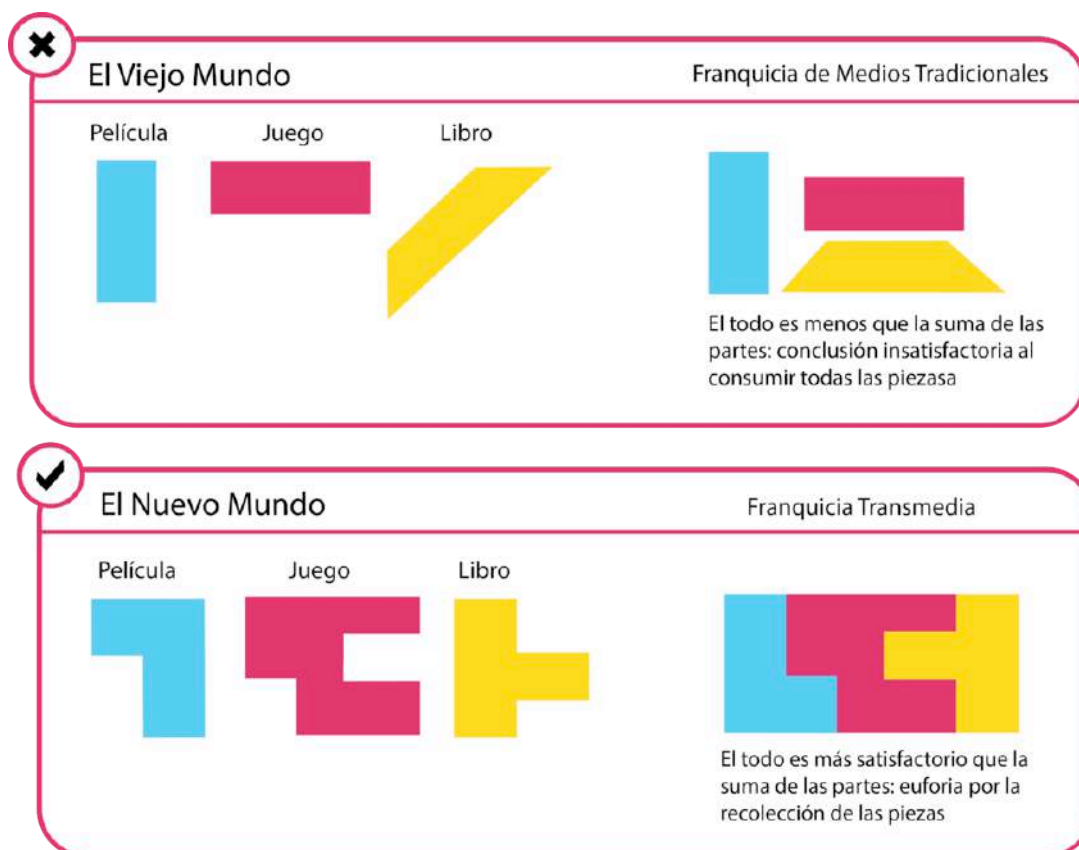 El Viejo Mundo
Franquicia de Medios Tradicionales
Película
Juego
Libro
El todo es menos que la suma de las
partes: conclusión insatisfactoria al
consumir todas las piezasa
El Nuevo Mundo
Franquicia Transmedia
Película
Juego
Libro
El todo es más satisfactorio que la
suma de las partes: euforia por la
recolección de las piezas